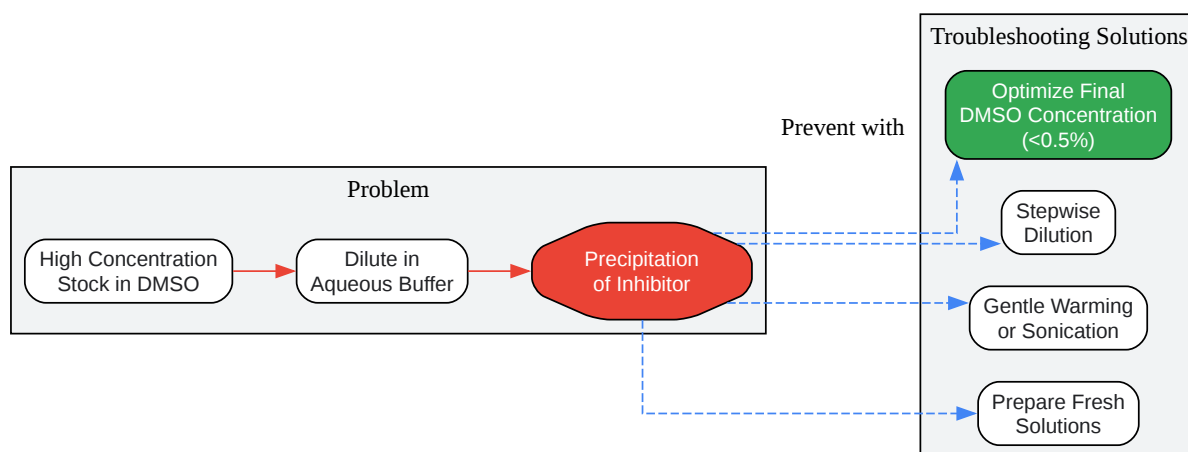 Problem
High Concentration
Stock in DMSO
Dilute in
Aqueous Buffer
Precipitation
of Inhibitor
Prevent with
Troubleshooting Solutions
Optimize Final
DMSO Concentration
(<0.5%)
Stepwise
Dilution
Gentle Warming
or Sonication
Prepare Fresh
Solutions